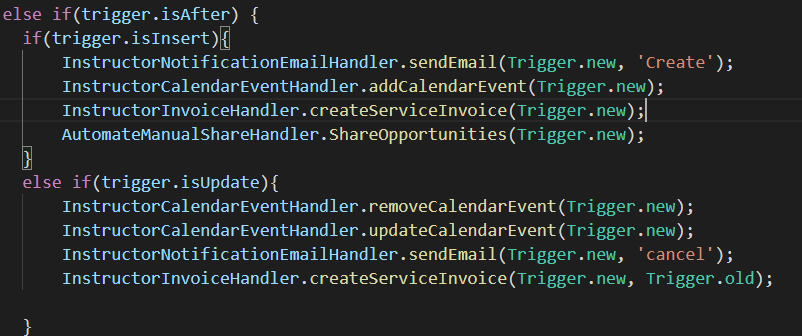 else if(trigger.isAfter) {
if(trigger.isInsert){
InstructorNotificationEmailHandler.sendEmail(Trigger.new, 'Create');
InstructorCalendarEventHandler.addCalendarEvent(Trigger.new);
InstructorInvoiceHandler.createServiceInvoice(Trigger.new);
AutomateManualShareHandler.ShareOpportunities(Trigger.new);
}
else if(trigger.isUpdate){
InstructorCalendarEventHandler.removeCalendarEvent(Trigger.new);
InstructorCalendarEventHandler.updateCalendarEvent(Trigger.new);
InstructorNotificationEmailHandler.sendEmail(Trigger.new, 'cancel');
InstructorInvoiceHandler.createServiceInvoice(Trigger.new, Trigger.old);
}